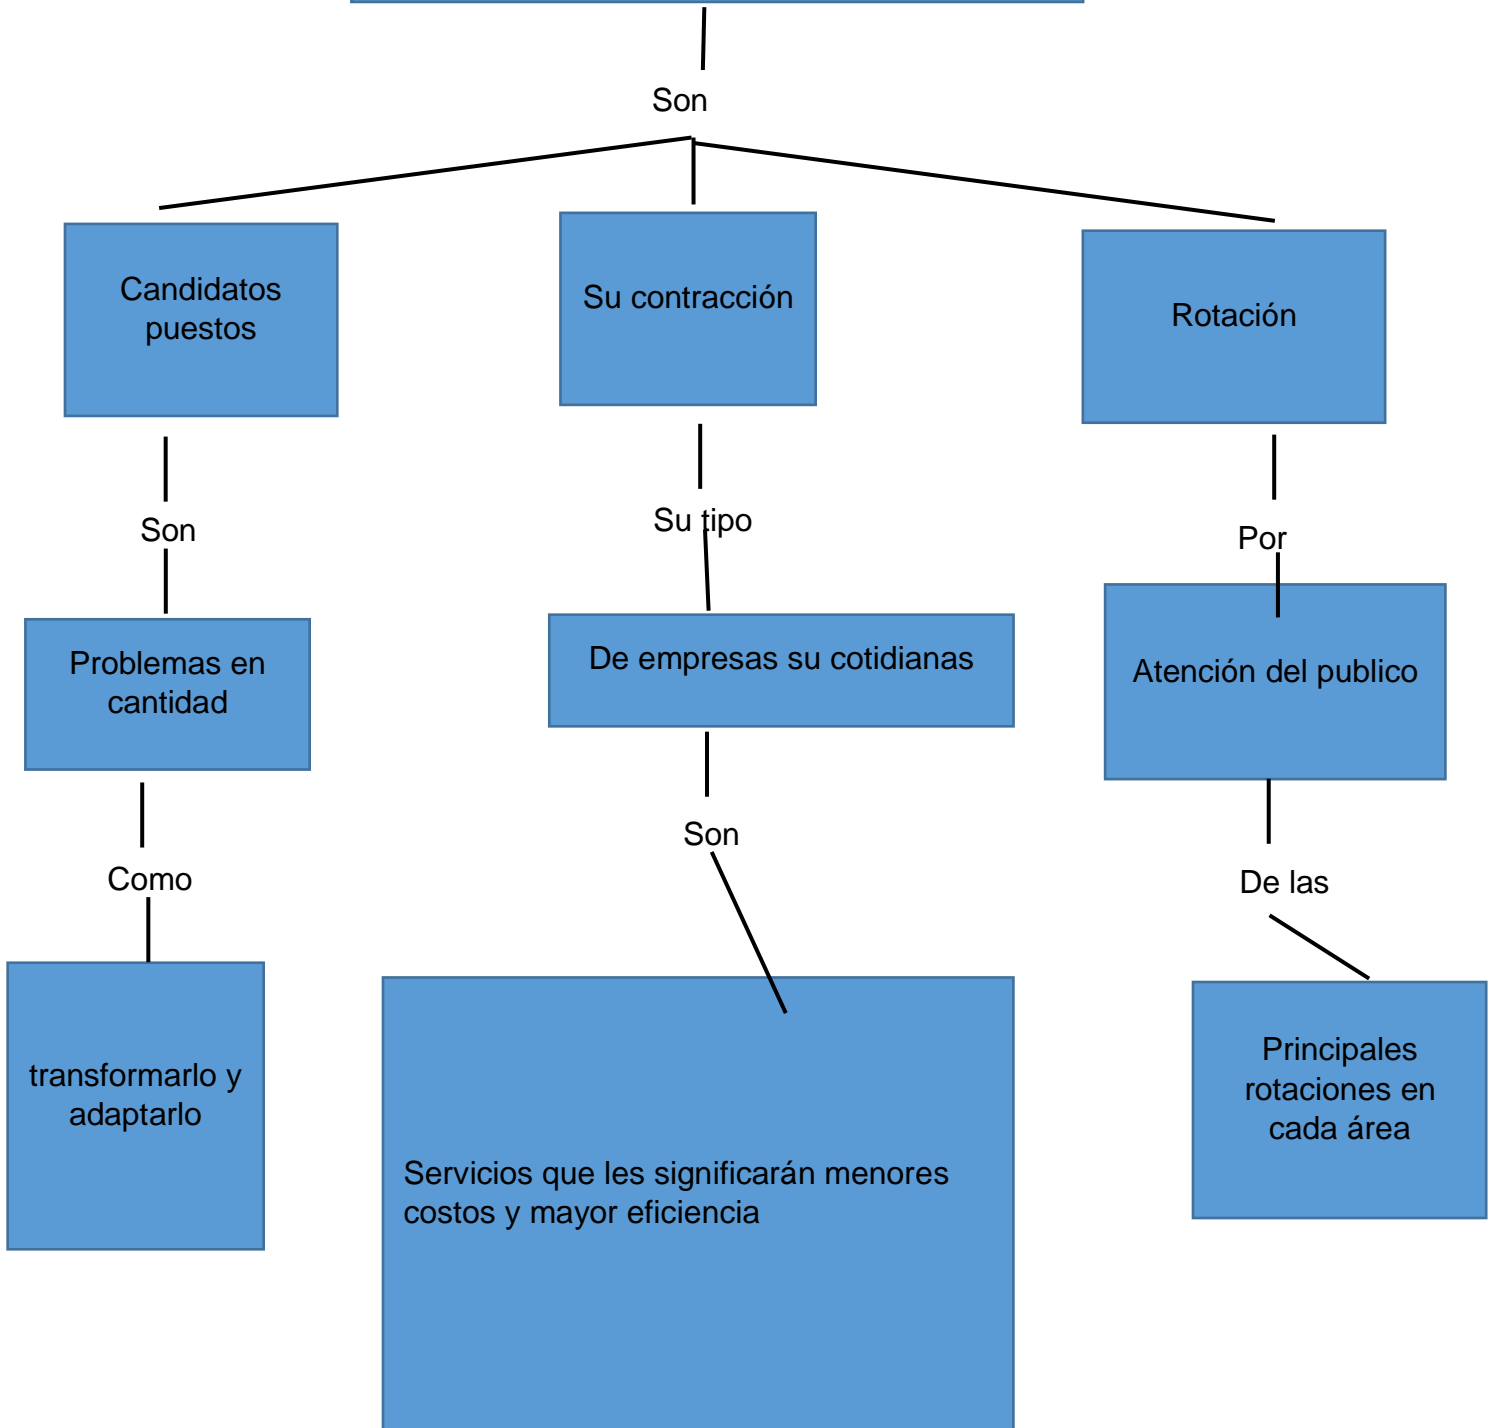 Son
Candidatos
puestos
Su contracción
Rotación
Son
Su tipo
Por
Problemas en
cantidad
De empresas su cotidianas
Atención del publico
Como
Son
De las
transformarlo y
adaptarlo
Servicios que les significarán menores
costos y mayor eficiencia
Principales
rotaciones en
cada área